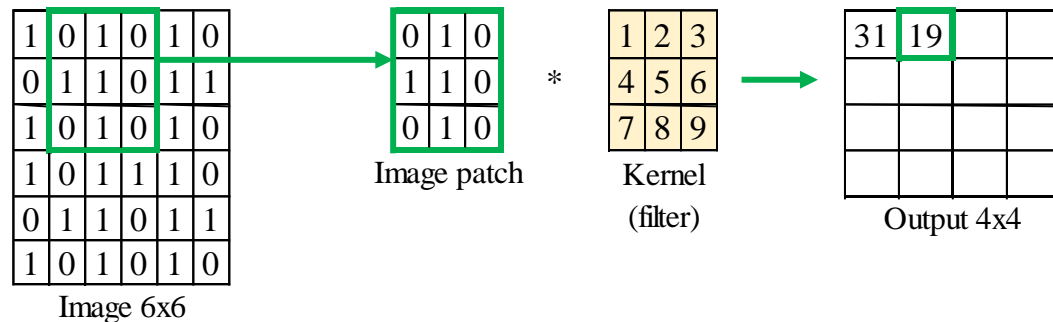 1 0 1 0 1 0
0 1 1 0 1 1
1 0 1 0 1 0
1 0 1 1 1 0
0 1 1 0 1 1
1 0 1 0 1 0
Image 6x6
0 1 0
1 1 0
0 1 0
Image patch
*
1 2 3
4 5 6
7 8 9
Kernel
(filter)
31 19
Output 4x4